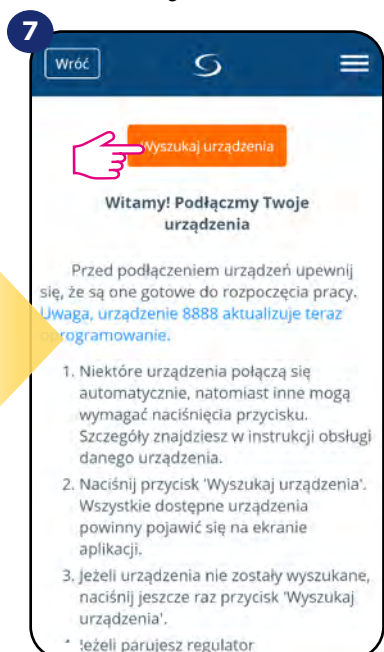 7
Wróć
Wyszukaj urządzenia
Witamy! Podłączmy Twoje
urządzenia
Przed podłączeniem urządzeń upewnij
się, że są one gotowe do rozpoczęcia pracy.
Uwaga, urządzenie 8888 aktualizuje teraz
oprogramowanie.
1. Niektóre urządzenia połączą się
automatycznie, natomiast inne mogą
wymagać naciśnięcia przycisku.
Szczegóły znajdziesz w instrukcji obsługi
danego urządzenia.
2. Naciśnij przycisk 'Wyszukaj urządzenia'.
Wszystkie dostępne urządzenia
powinny pojawić się na ekranie
aplikacji.
3. Jeżeli urządzenia nie zostały wyszukane,
naciśnij jeszcze raz przycisk 'Wyszukaj
urządzenia'.
4. Jeżeli parujesz regulator